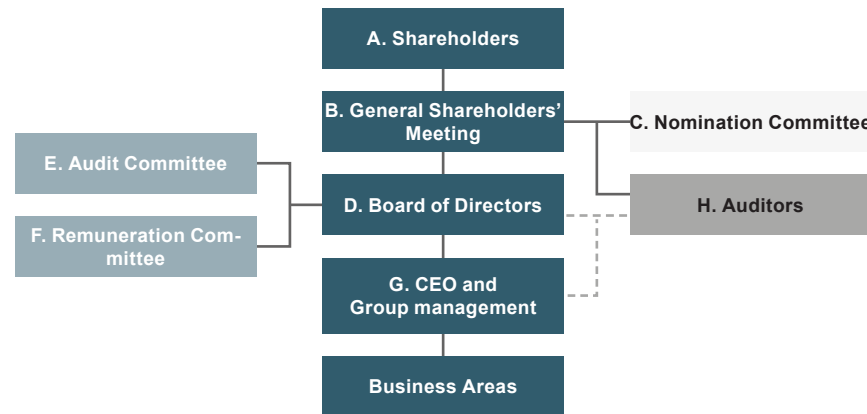 A. Shareholders
B. General Shareholders’
Meeting
C. Nomination Committee
E. Audit Committee
D. Board of Directors
H. Auditors
F. Remuneration Com-
mittee
G. CEO and
Group management
Business Areas